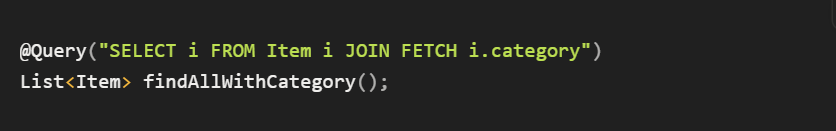 @Query("SELECT i FROM Item i JOIN FETCH i.category")
List<Item> findAllWithCategory();